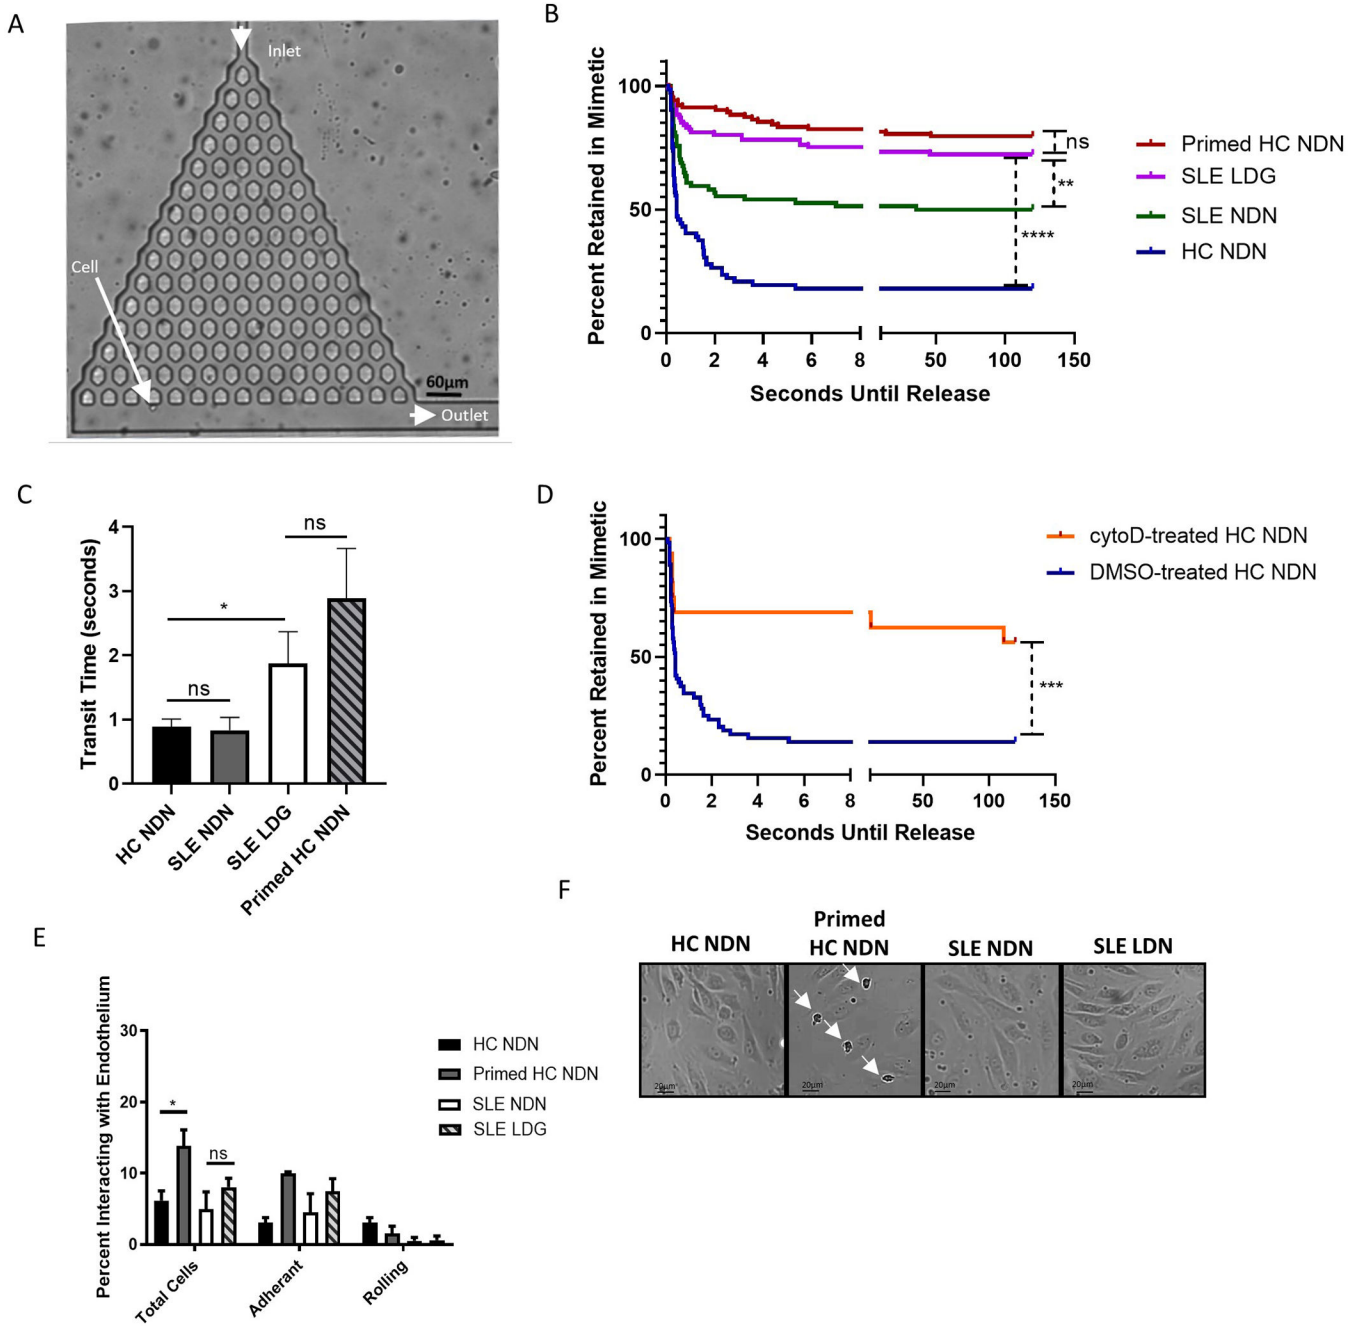 A
Inlet
Cell
60µm
Outlet
B
Percent Retained in Mimetic
100
50
0
0 2 4 6 8 50 100 150
Seconds Until Release
ns
**
****
Primed HC NDN
SLE LDG
SLE NDN
HC NDN
C
Transit Time (seconds)
4
3
2
1
0
ns
*
ns
HC NDN
SLE NDN
SLE LDG
Primed HC NDN
D
Percent Retained in Mimetic
100
50
0
0 2 4 6 8 50 100 150
Seconds Until Release
***
cytoD-treated HC NDN
DMSO-treated HC NDN
E
Percent Interacting with Endothelium
30
20
10
0
*
ns
Total Cells
Adherant
Rolling
HC NDN
Primed HC NDN
SLE NDN
SLE LDG
F
HC NDN
Primed
HC NDN
SLE NDN
SLE LDN
20µm
20µm
20µm
20µm